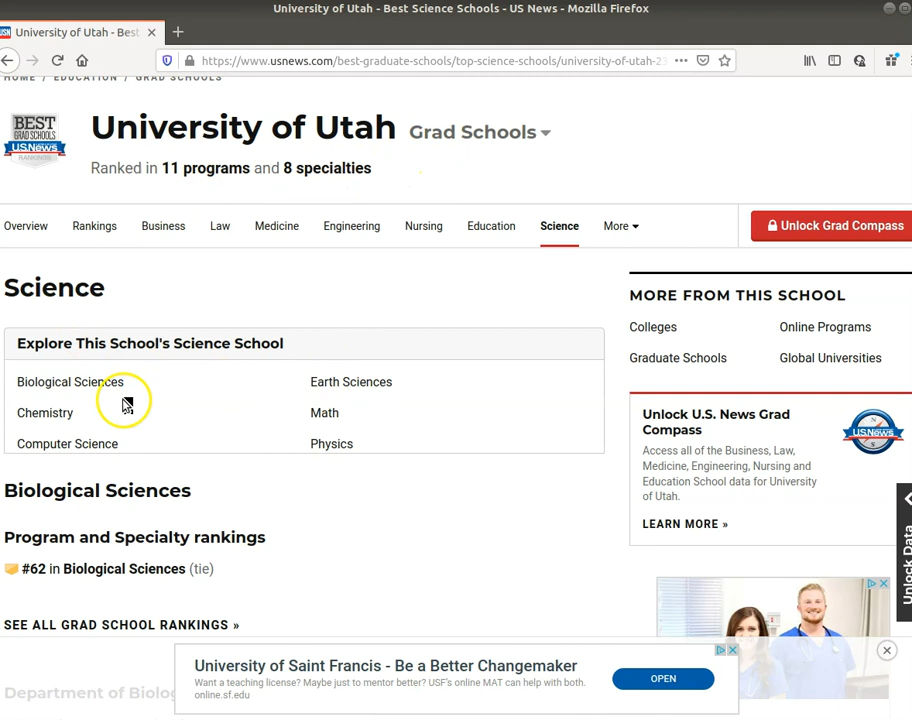 University of Utah - Best Science Schools - US News - Mozilla Firefox
University of Utah - Best
https://www.usnews.com/best-graduate-schools/top-science-schools/university-of-utah-23
HOME / EDUCATION / GRAD SCHOOLS
BEST
GRAD SCHOOLS
U.S.News
RANKINGS
University of Utah Grad Schools
Ranked in 11 programs and 8 specialties
Overview Rankings Business Law Medicine Engineering Nursing Education Science More
Unlock Grad Compass
Science
Explore This School's Science School
Biological Sciences Earth Sciences
Chemistry Math
Computer Science Physics
Biological Sciences
Program and Specialty rankings
#62 in Biological Sciences (tie)
SEE ALL GRAD SCHOOL RANKINGS »
Department of Biolog
MORE FROM THIS SCHOOL
Colleges Online Programs
Graduate Schools Global Universities
Unlock U.S. News Grad
Compass
Access all of the Business, Law,
Medicine, Engineering, Nursing and
Education School data for University
of Utah.
LEARN MORE »
U.S.News
Unlock Data
University of Saint Francis - Be a Better Changemaker
Want a teaching license? Maybe just to mentor better? USF's online MAT can help with both.
online.sf.edu
OPEN